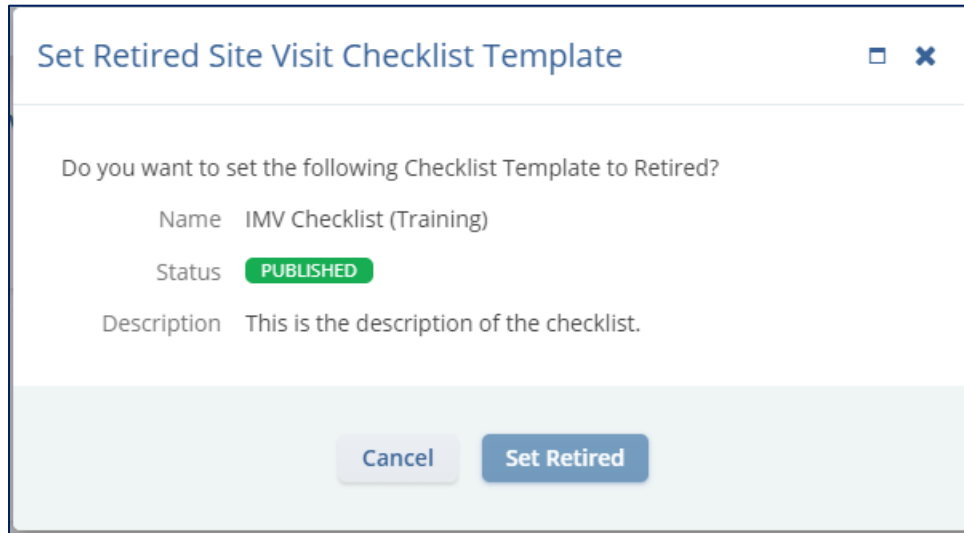 Set Retired Site Visit Checklist Template
Do you want to set the following Checklist Template to Retired?
Name IMV Checklist (Training)
Status PUBLISHED
Description This is the description of the checklist.
Cancel Set Retired